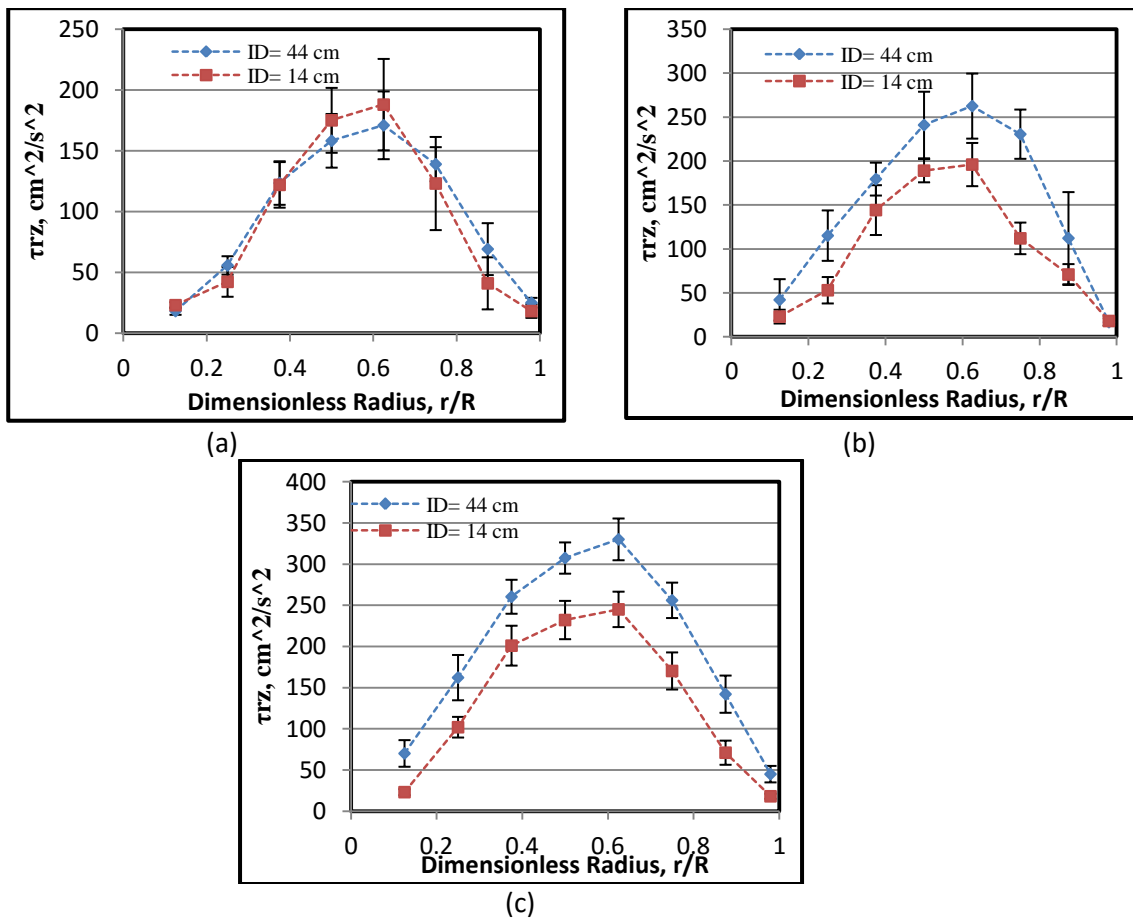 250
200
150
100
50
0
τrz, cm^2/s^2
ID= 44 cm
ID= 14 cm
0 0.2 0.4 0.6 0.8 1
Dimensionless Radius, r/R
(a)
350
300
250
200
150
100
50
0
τrz, cm^2/s^2
ID= 44 cm
ID= 14 cm
0 0.2 0.4 0.6 0.8 1
Dimensionless Radius, r/R
(b)
400
350
300
250
200
150
100
50
0
τrz, cm^2/s^2
ID= 44 cm
ID= 14 cm
0 0.2 0.4 0.6 0.8 1
Dimensionless Radius, r/R
(c)